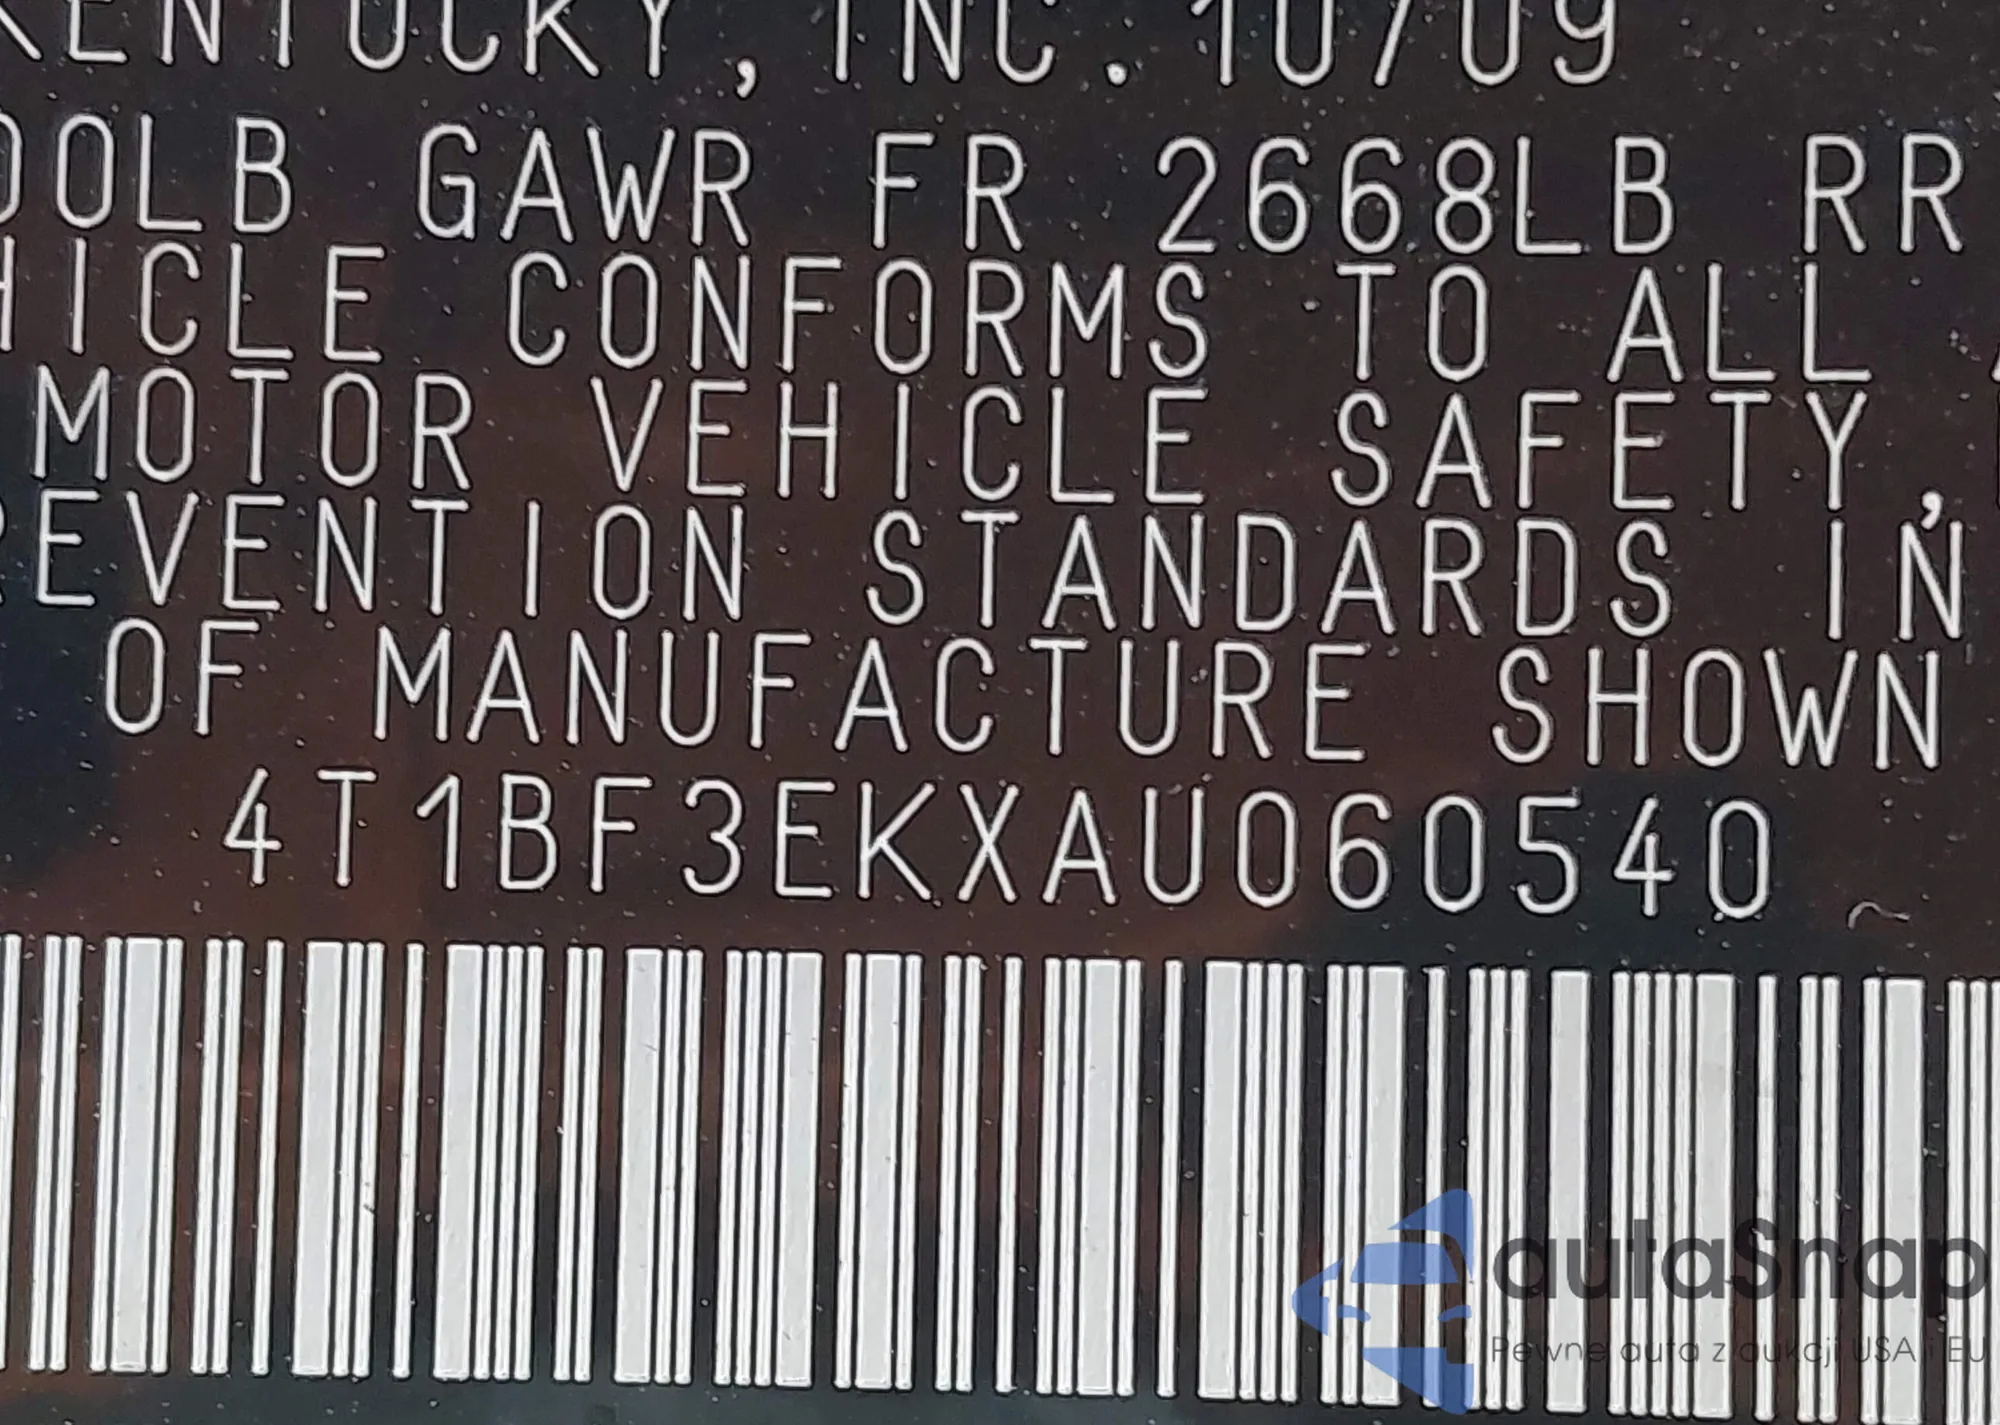 KENTUCKY, INC. 10/09
OOLB GAWR FR 2668LB RR
HICLE CONFORMS TO ALL
MOTOR VEHICLE SAFETY,
REVENTION STANDARDS IN
OF MANUFACTURE SHOWN
4T1BF3EKXAU060540
autaSnap
Pewne auta z aukcji USA i EU